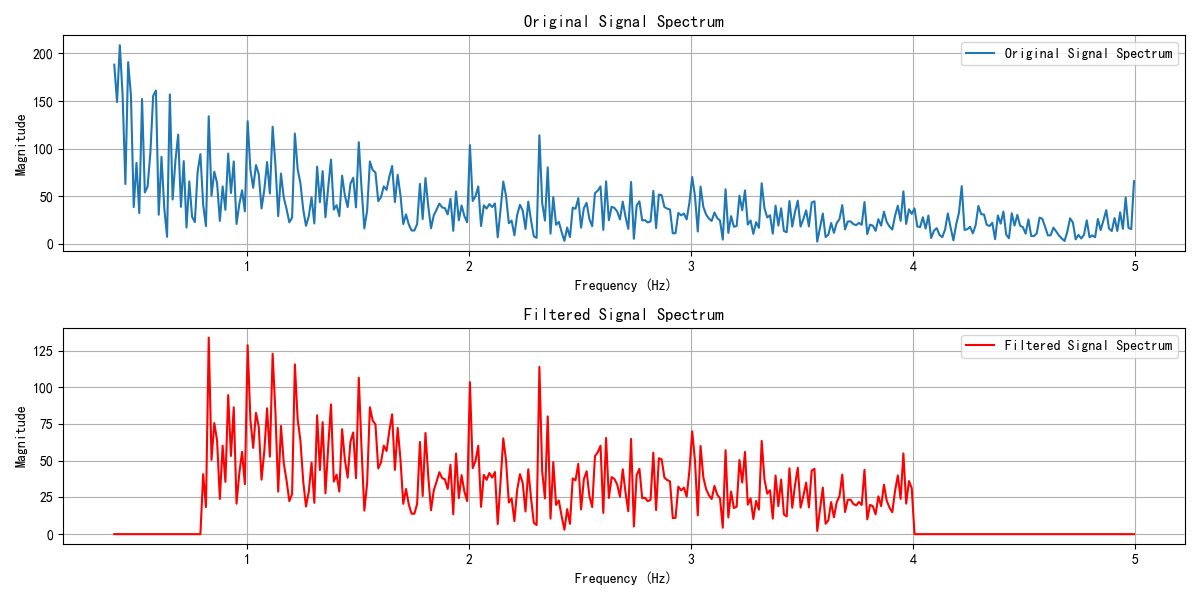 Original Signal Spectrum
Original Signal Spectrum
Magnitude
200
150
100
50
0
1 2 3 4 5
Frequency (Hz)
Filtered Signal Spectrum
Filtered Signal Spectrum
Magnitude
125
100
75
50
25
0
1 2 3 4 5
Frequency (Hz)